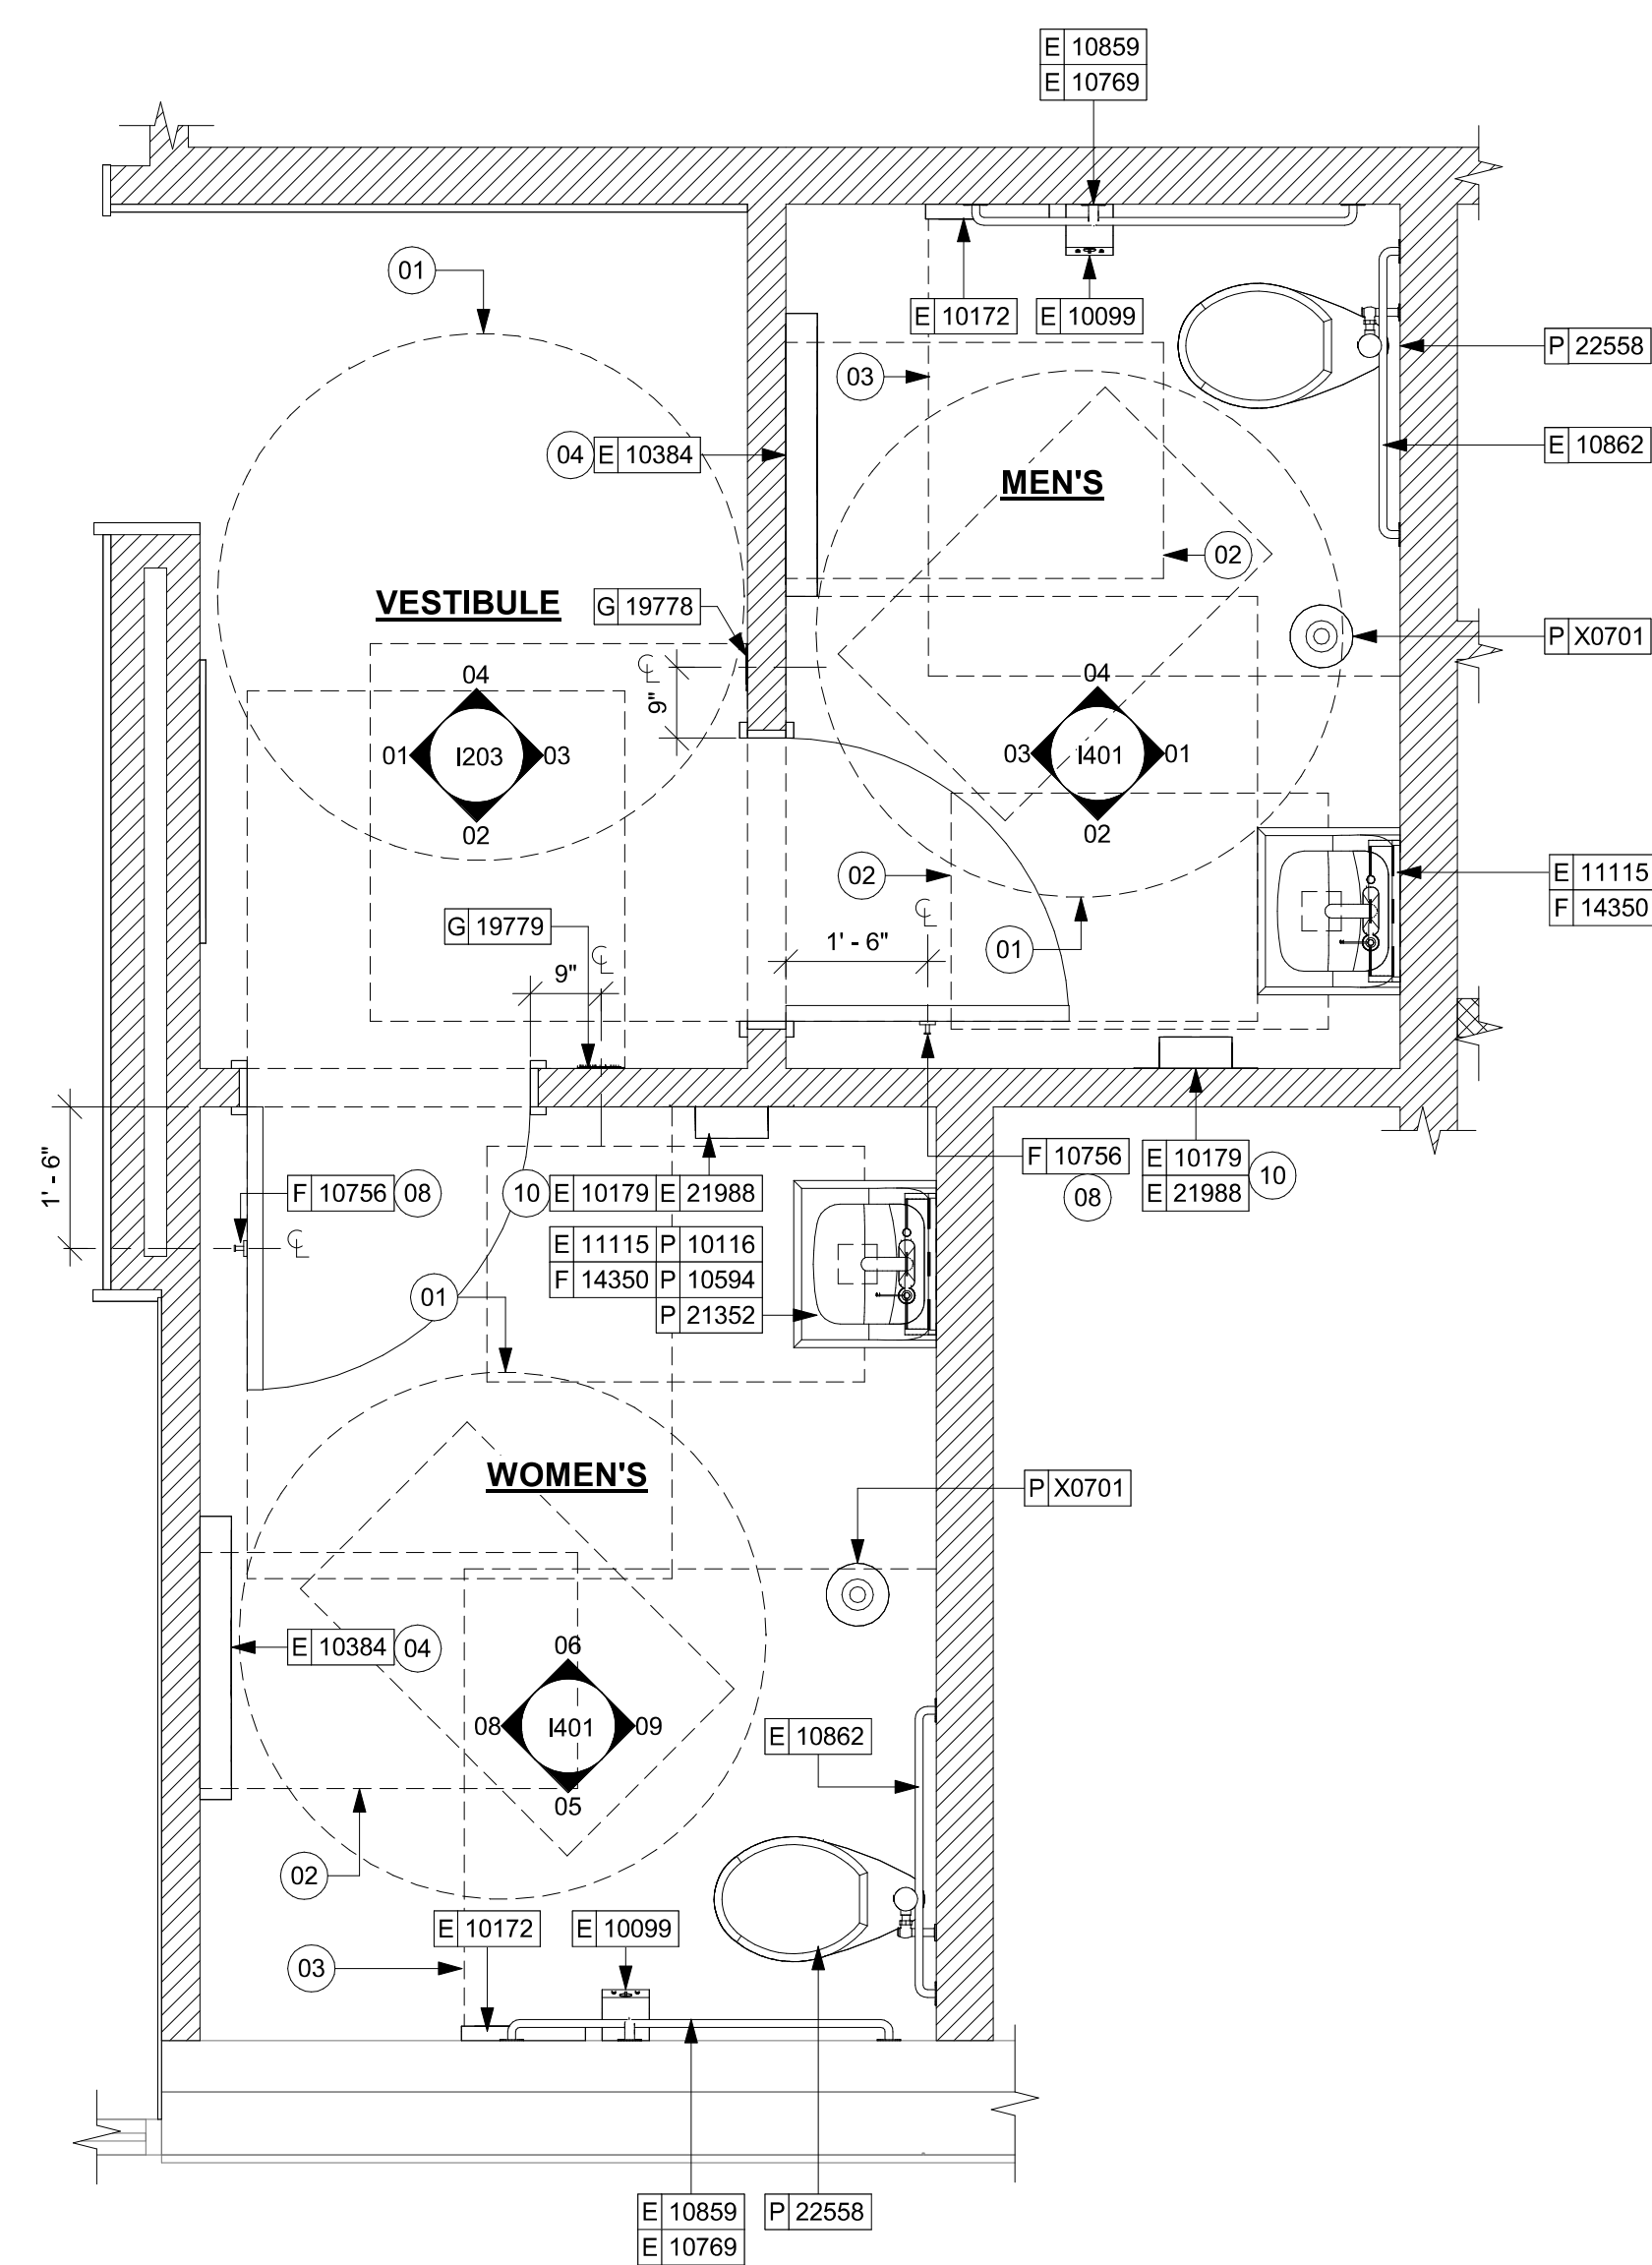 E 10859
E 10769
01
E 10172 E 10099
P 22558
03
E 10862
04 E 10384
MEN'S
02
VESTIBULE
G 19778
P X0701
9"
04
01 I203 03
02
04
03 I401 01
02
02
E 11115
F 14350
G 19779
1' - 6"
01
9"
1' - 6"
F 10756 08
10 E 10179 E 21988
F 10756
08
E 10179
E 21988
10
E 11115 P 10116
F 14350 P 10594
P 21352
01
WOMEN'S
P X0701
E 10384 04
06
08 I401 09
05
E 10862
02
E 10172 E 10099
03
E 10859
E 10769
P 22558